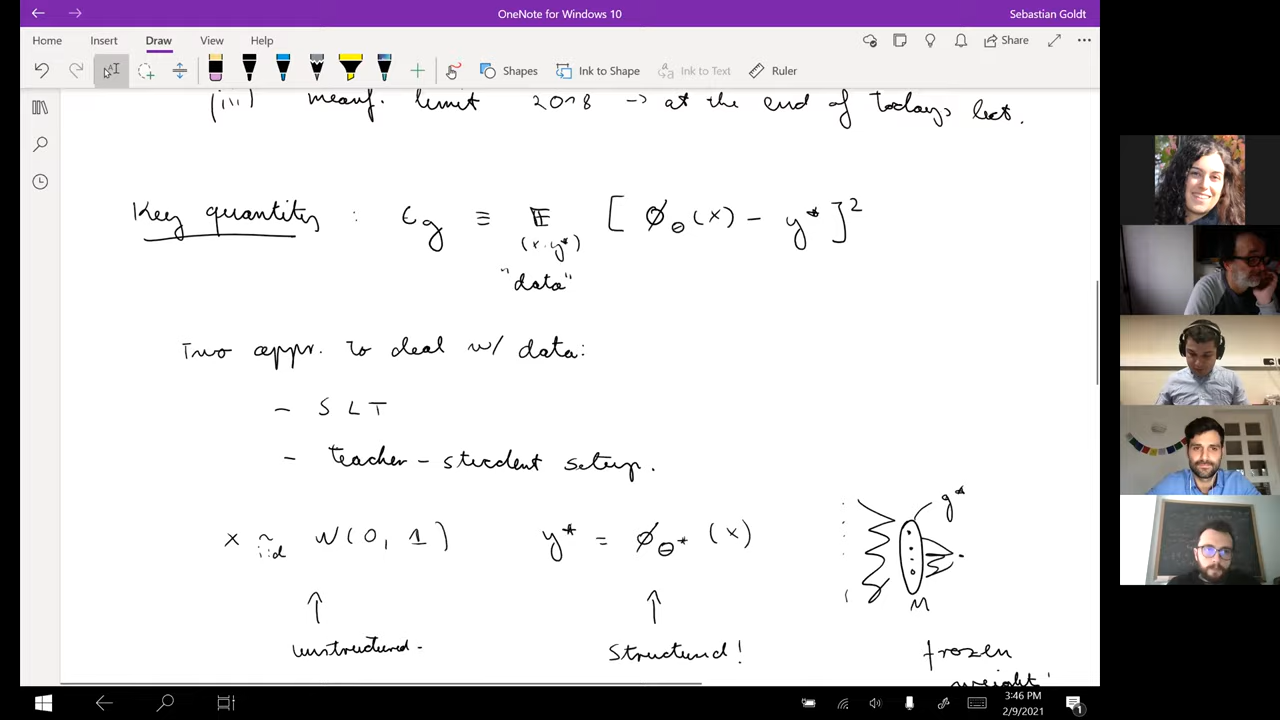 OneNote for Windows 10
Sebastian Goldt
Home Insert Draw View Help
Share
Shapes Ink to Shape Ink to Text Ruler
(iii) meanf. limit 2018 → at the end of todays lect.
Key quantity : ϵg ≡ 𝔼 [ ϕθ(x) − y* ]²
(x, y*)
"data"
Two appr. to deal w/ data:
- SLT
- teacher-student setup.
x ~ N(0, 1) y* = ϕθ*(x)
iid
g*
M
↑ ↑
unstructured. Structured!
frozen
weights!
3:46 PM
2/9/2021
1